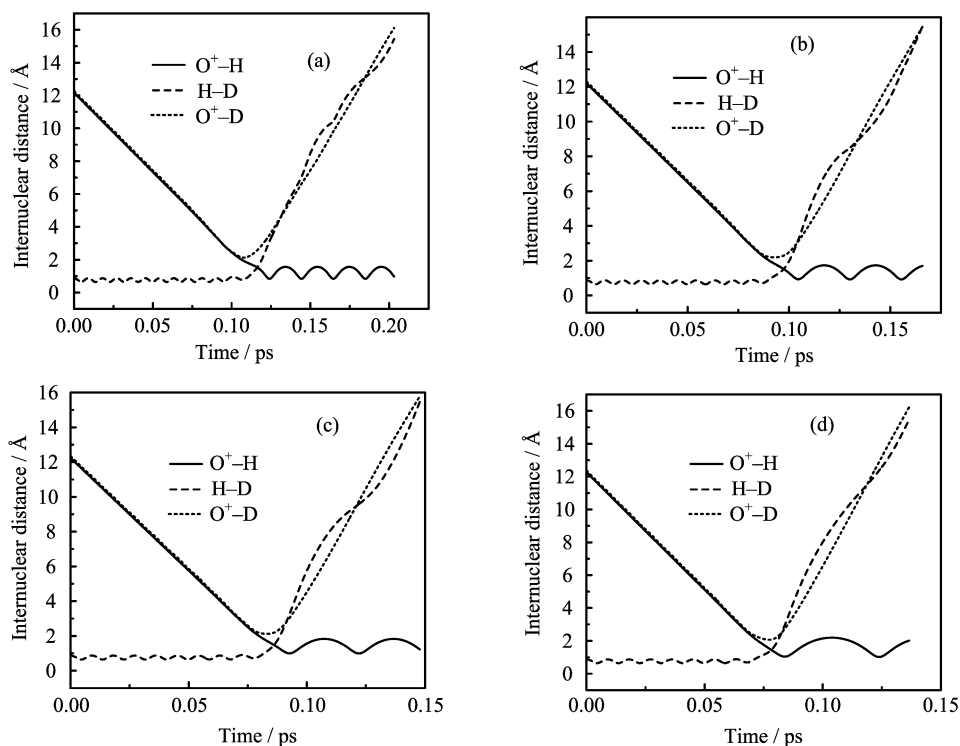 16
14
12
10
8
6
4
2
0
Internuclear distance / Å
(a)
O⁺–H
H–D
O⁺–D
0.00 0.05 0.10 0.15 0.20
Time / ps
14
12
10
8
6
4
2
0
Internuclear distance / Å
(b)
O⁺–H
H–D
O⁺–D
0.00 0.05 0.10 0.15
Time / ps
16
14
12
10
8
6
4
2
0
Internuclear distance / Å
(c)
O⁺–H
H–D
O⁺–D
0.00 0.05 0.10 0.15
Time / ps
16
14
12
10
8
6
4
2
0
Internuclear distance / Å
(d)
O⁺–H
H–D
O⁺–D
0.00 0.05 0.10 0.15
Time / ps